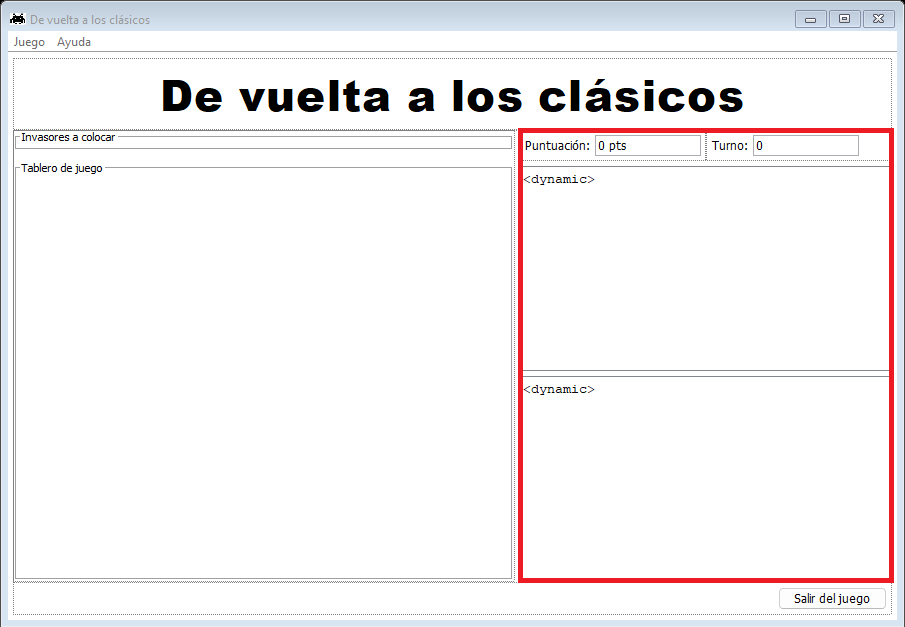 De vuelta a los clásicos
Juego Ayuda
De vuelta a los clásicos
Invasores a colocar
Tablero de juego
Puntuación: 0 pts Turno: 0
<dynamic>
<dynamic>
Salir del juego